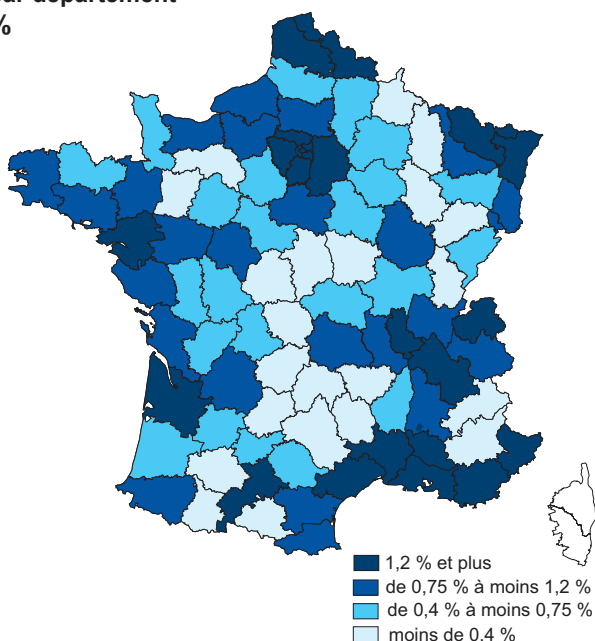 par département
%
1,2 % et plus
de 0,75 % à moins 1,2 %
de 0,4 % à moins 0,75 %
moins de 0,4 %